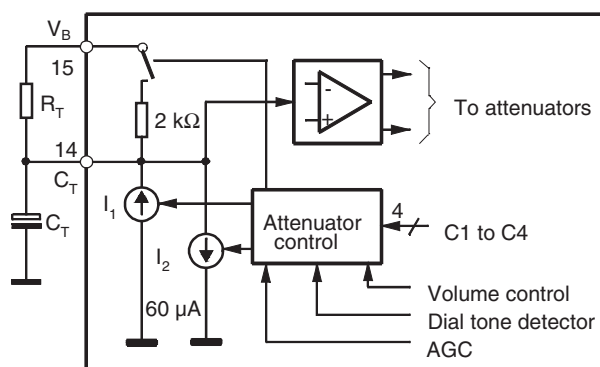 V_B
15
R_T
2 kΩ
-
+
To attenuators
14
C_T
I_1
C_T
Attenuator
control
4
C1 to C4
I_2
60 μA
Volume control
Dial tone detector
AGC